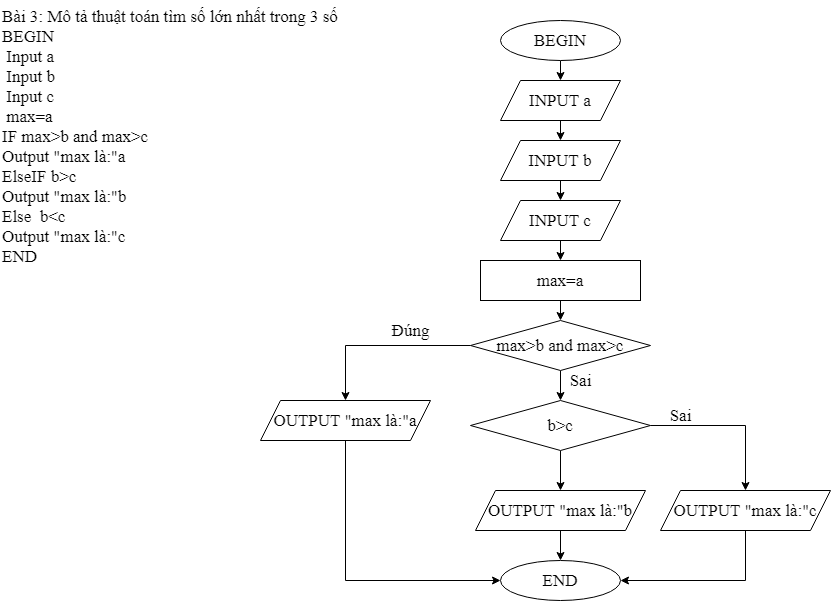 Bài 3: Mô tả thuật toán tìm số lớn nhất trong 3 số
BEGIN
Input a
Input b
Input c
max=a
IF max>b and max>c
Output "max là:"a
ElseIF b>c
Output "max là:"b
Else  b<c
Output "max là:"c
END
BEGIN
INPUT a
INPUT b
INPUT c
max=a
Đúng
max>b and max>c
Sai
OUTPUT "max là:"a
b>c
Sai
OUTPUT "max là:"b
OUTPUT "max là:"c
END